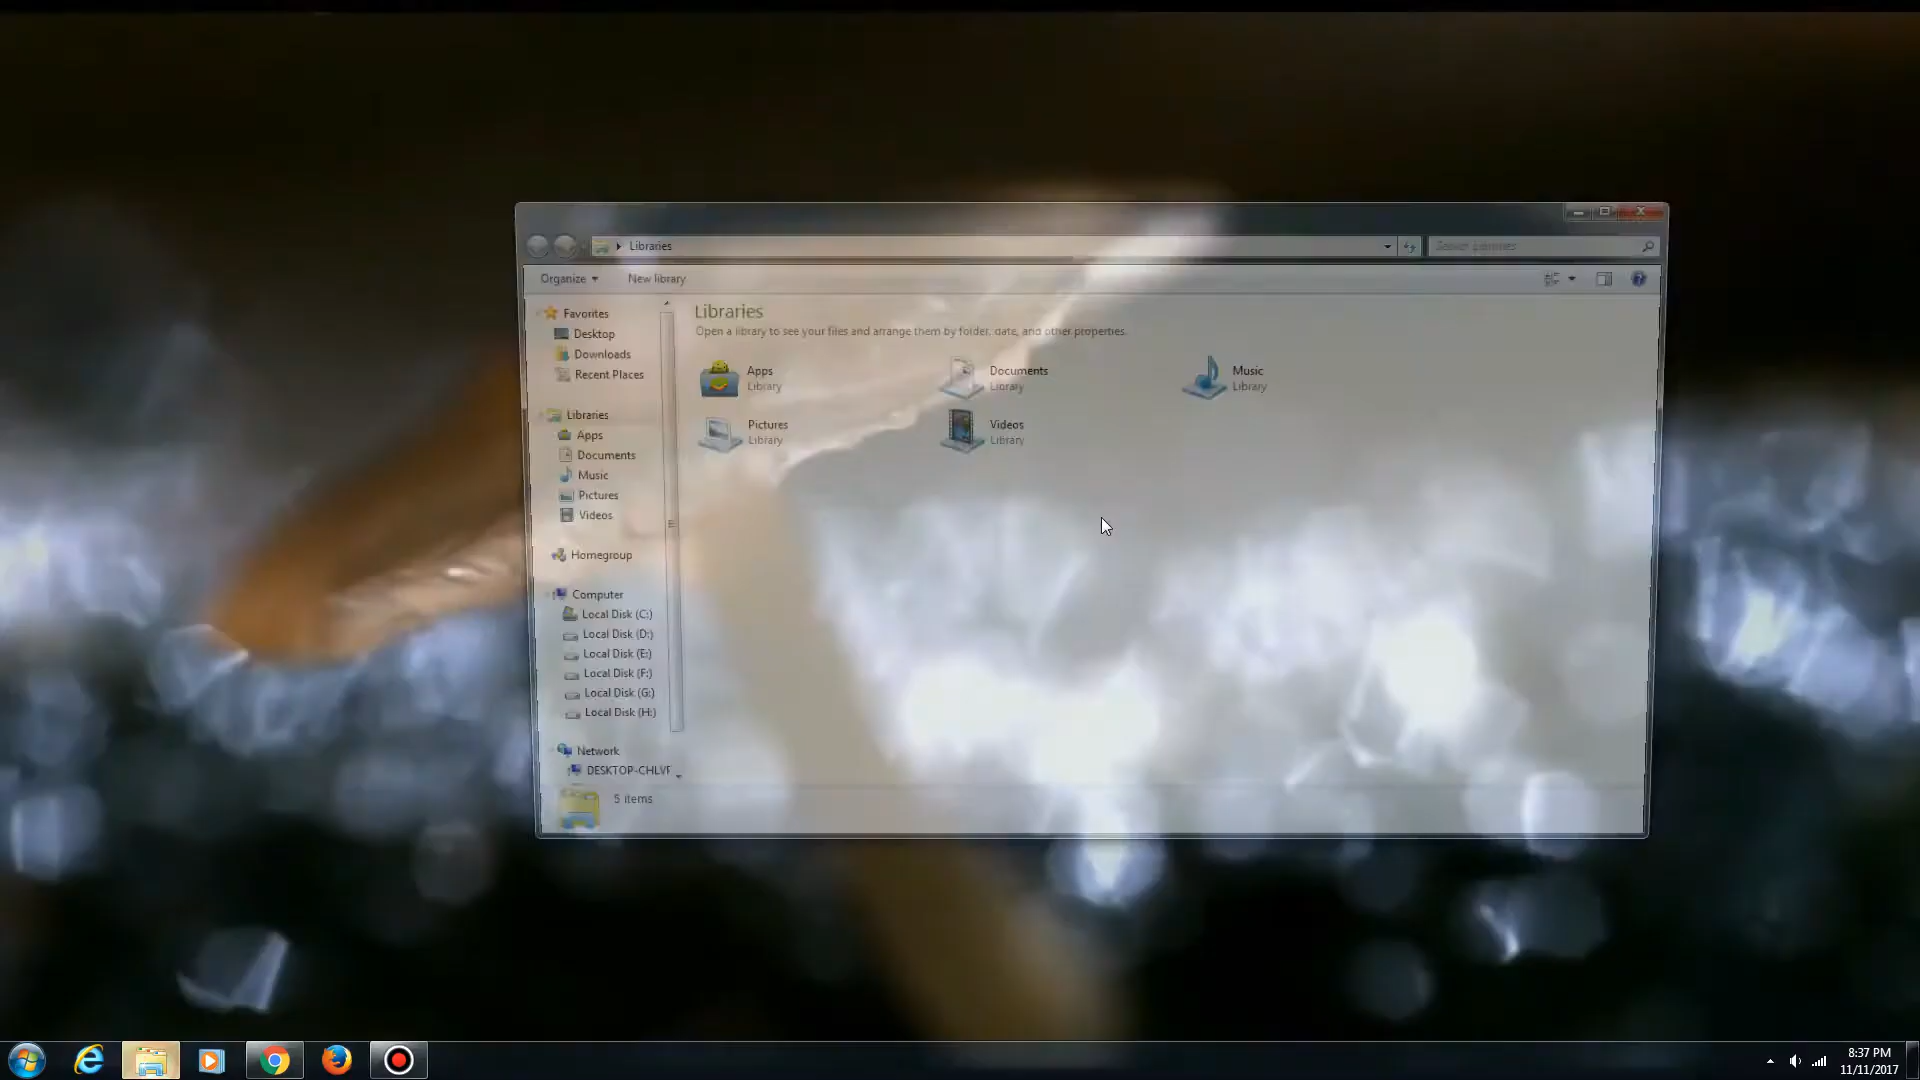 Libraries
Search Libraries
Organize
New library
Favorites
Desktop
Downloads
Recent Places
Libraries
Apps
Documents
Music
Pictures
Videos
Homegroup
Computer
Local Disk (C:)
Local Disk (D:)
Local Disk (E:)
Local Disk (F:)
Local Disk (G:)
Local Disk (H:)
Network
DESKTOP-CHLVF
Libraries
Open a library to see your files and arrange them by folder, date, and other properties.
Apps
Library
Documents
Library
Music
Library
Pictures
Library
Videos
Library
5 items
8:37 PM
11/11/2017